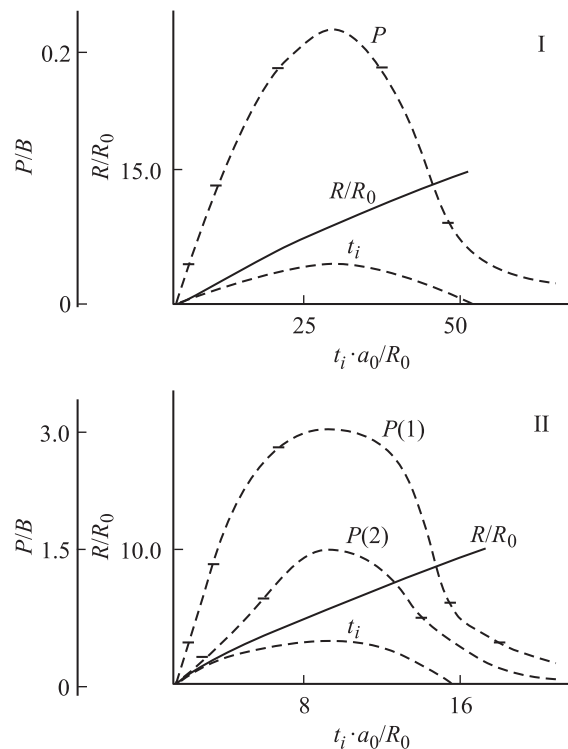 I
0.2
P
P/B
R/R₀
15.0
R/R₀
tᵢ
0
25
50
tᵢ·a₀/R₀
II
3.0
P(1)
P/B
R/R₀
1.5
10.0
P(2)
R/R₀
tᵢ
0
8
16
tᵢ·a₀/R₀